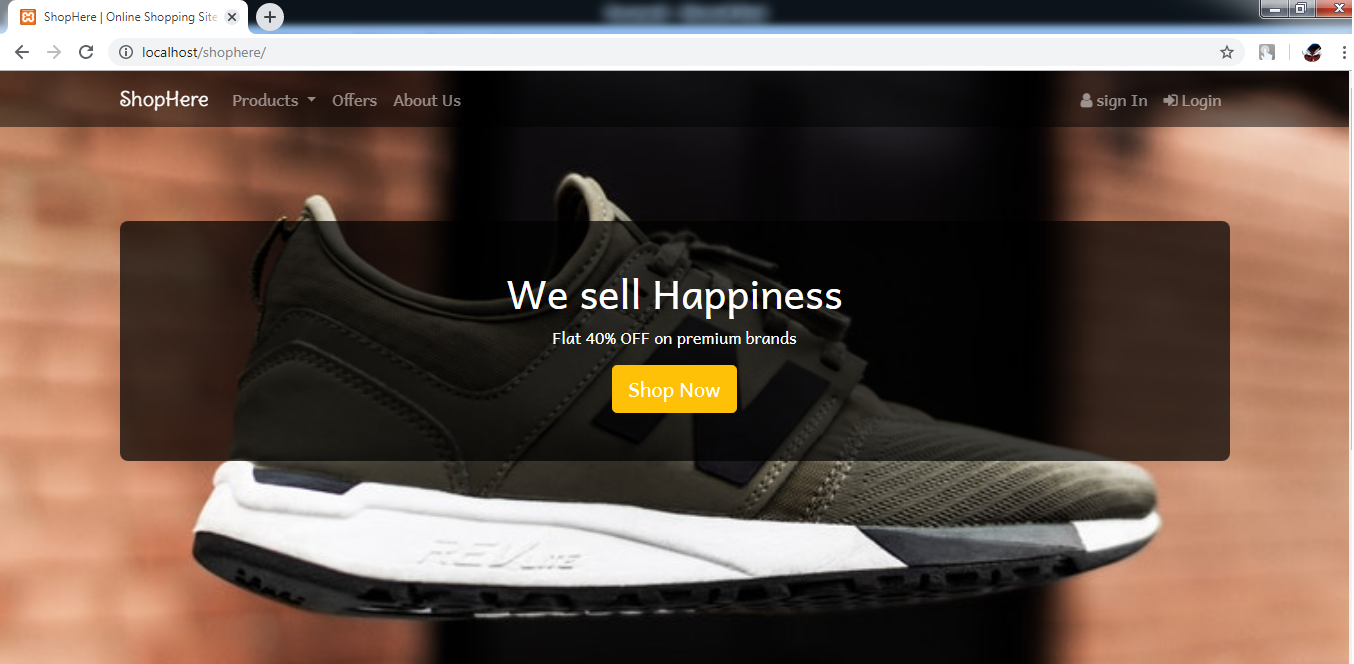 ShopHere | Online Shopping Site
localhost/shophere/
ShopHere Products Offers About Us sign In Login
We sell Happiness
Flat 40% OFF on premium brands
Shop Now
REVLITE